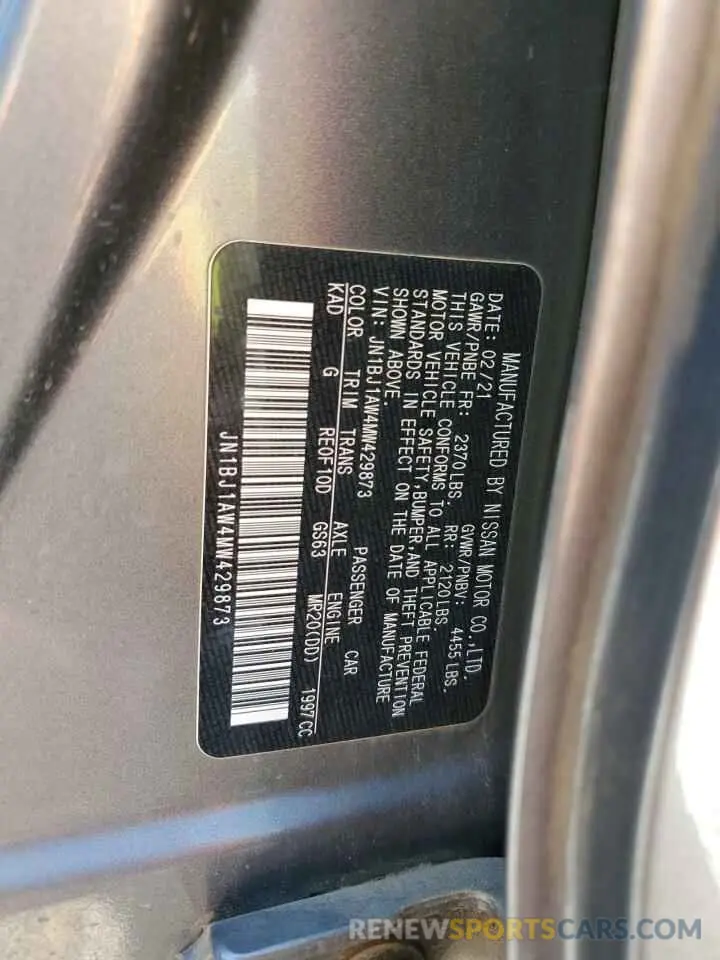 MANUFACTURED BY NISSAN MOTOR CO.,LTD.
DATE: 02/21 GVWR/PNBV: 4455 LBS.
GAWR/PNBE FR: 2370 LBS. RR: 2120 LBS.
THIS VEHICLE CONFORMS TO ALL APPLICABLE FEDERAL
MOTOR VEHICLE SAFETY,BUMPER,AND THEFT PREVENTION
STANDARDS IN EFFECT ON THE DATE OF MANUFACTURE
SHOWN ABOVE.
VIN: JN1BJ1AW4MW429873 PASSENGER CAR
COLOR TRIM TRANS AXLE ENGINE
KAD G RE0F10D GS63 MR20(DD) 1997CC
JN1BJ1AW4MW429873
RENEWSPORTSCARS.COM